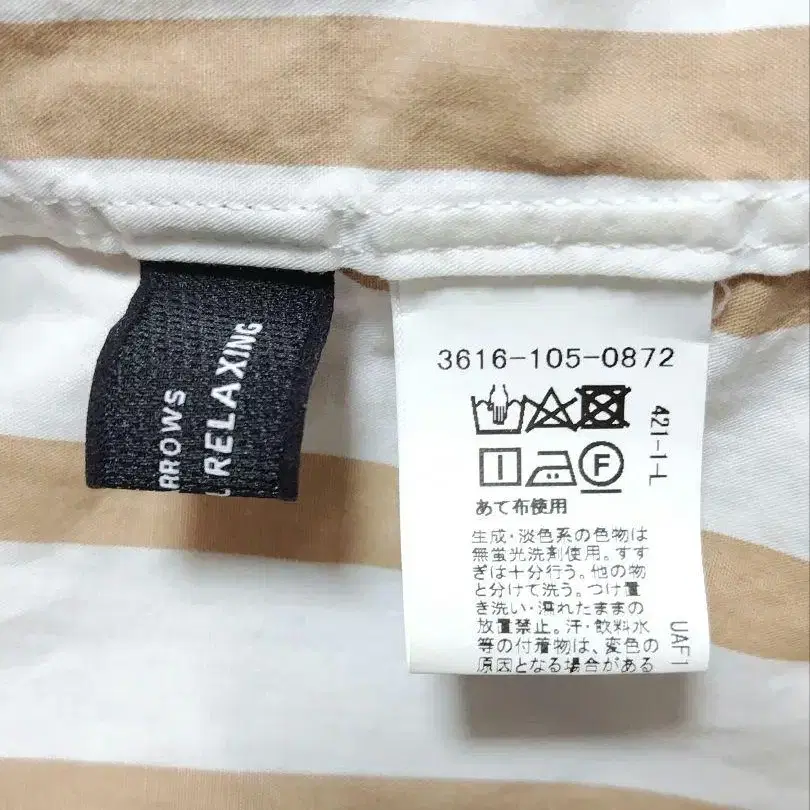 ARROWS
RELAXING
3616-105-0872
421-1-L
F
あて布使用
生成・淡色系の色物は
無蛍光洗剤使用。すす
ぎは十分行う。他の物
と分けて洗う。つけ置
き洗い・濡れたままの
放置禁止。汗・飲料水
等の付着物は、変色の
原因となる場合がある
UAF1